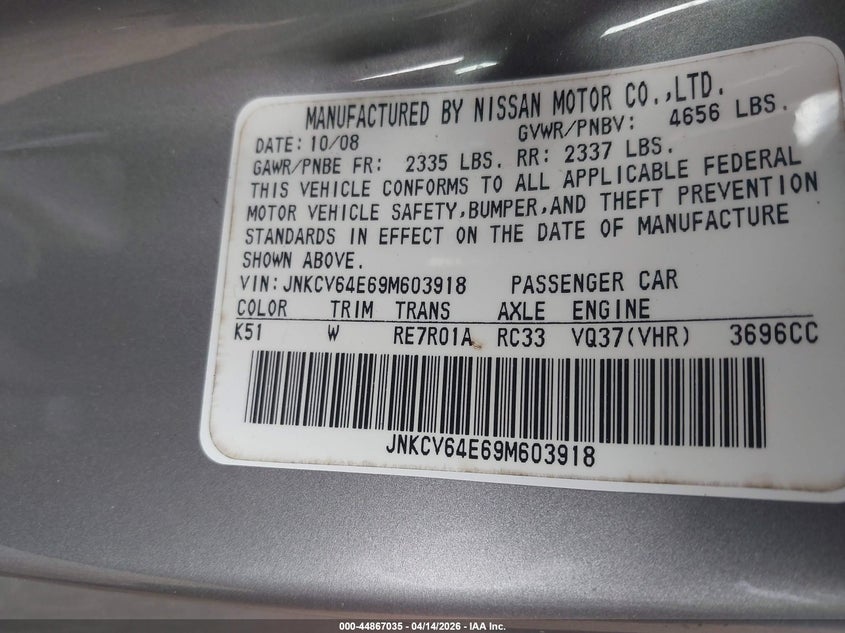 MANUFACTURED BY NISSAN MOTOR CO.,LTD.
DATE: 10/08 GVWR/PNBV: 4656 LBS.
GAWR/PNBE FR: 2335 LBS. RR: 2337 LBS.
THIS VEHICLE CONFORMS TO ALL APPLICABLE FEDERAL
MOTOR VEHICLE SAFETY,BUMPER,AND THEFT PREVENTION
STANDARDS IN EFFECT ON THE DATE OF MANUFACTURE
SHOWN ABOVE.
VIN: JNKCV64E69M603918 PASSENGER CAR
COLOR TRIM TRANS AXLE ENGINE
K51 W RE7R01A RC33 VQ37(VHR) 3696CC
JNKCV64E69M603918
000-44867035 - 04/14/2026 - IAA Inc.